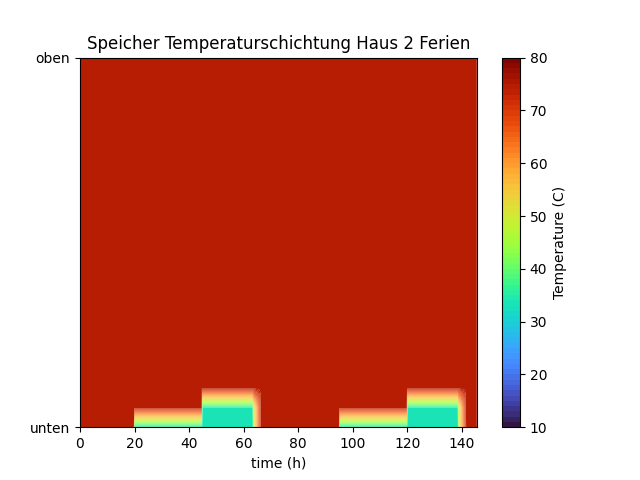 Speicher Temperaturschichtung Haus 2 Ferien
oben
unten
0 20 40 60 80 100 120 140
time (h)
80
70
60
50
40
30
20
10
Temperature (C)